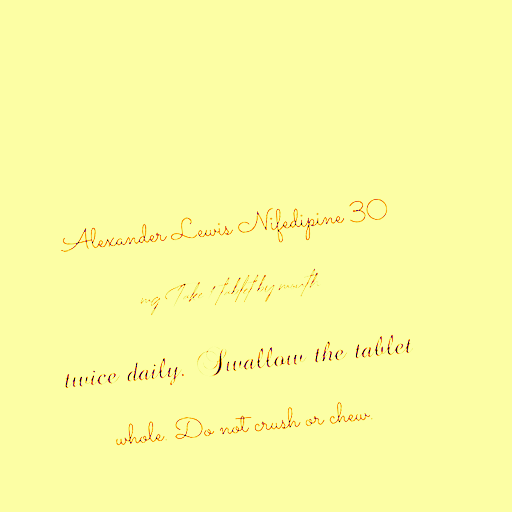 Alexander Lewis Nifedipine 30
mg Take 1 tablet by mouth
twice daily. Swallow the tablet
whole. Do not crush or chew.